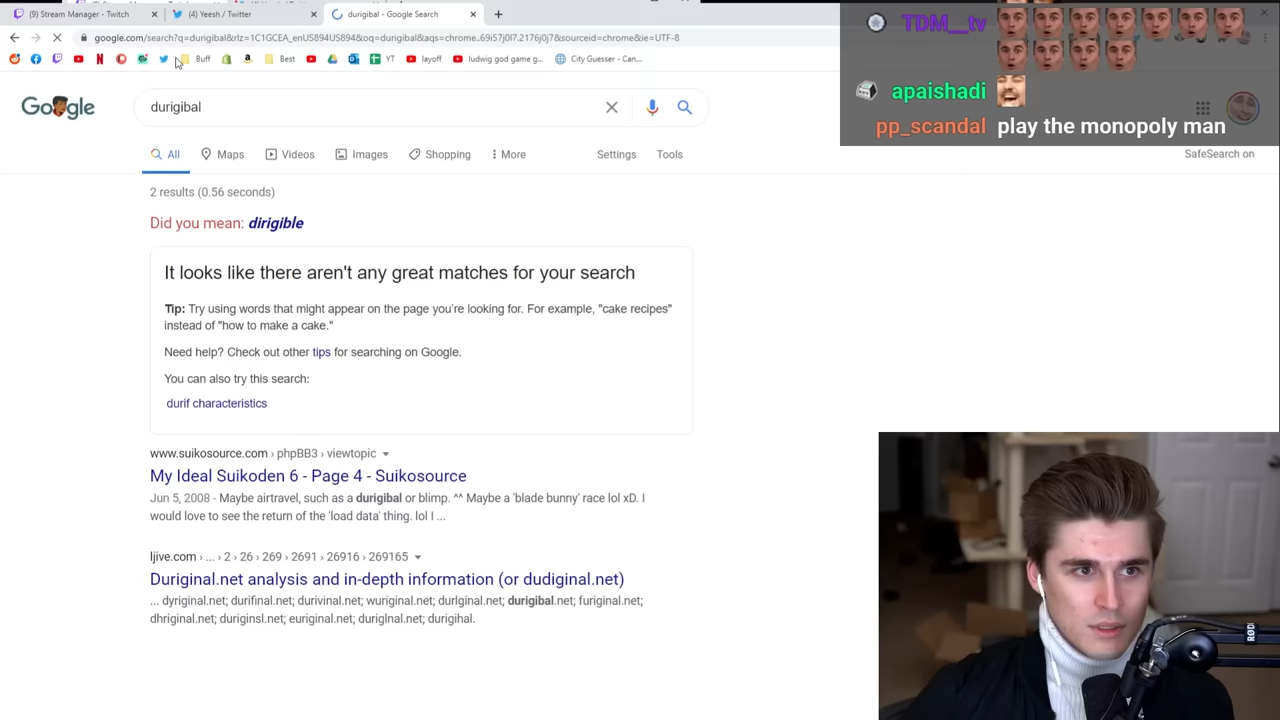 (9) Stream Manager - Twitch
(4) Yeesh / Twitter
durigibal - Google Search
google.com/search?q=durigibal&rlz=1C1GCEA_enUS894US894&oq=durigibal&aqs=chrome..69i57j0l7.2176j0j7&sourceid=chrome&ie=UTF-8
Buff
Best
YT
layoff
ludwig god game g...
City Guesser - Can...
TDM__tv
apaishadi
pp_scandal play the monopoly man
Google
durigibal
All
Maps
Videos
Images
Shopping
More
Settings
Tools
SafeSearch on
2 results (0.56 seconds)
Did you mean: dirigible
It looks like there aren't any great matches for your search
Tip: Try using words that might appear on the page you're looking for. For example, "cake recipes"
instead of "how to make a cake."
Need help? Check out other tips for searching on Google.
You can also try this search:
durif characteristics
www.suikosource.com › phpBB3 › viewtopic
My Ideal Suikoden 6 - Page 4 - Suikosource
Jun 5, 2008 - Maybe airtravel, such as a durigibal or blimp. ^^ Maybe a 'blade bunny' race lol xD. I
would love to see the return of the 'load data' thing. lol I ...
ljive.com › ... › 2 › 26 › 269 › 2691 › 26916 › 269165
Duriginal.net analysis and in-depth information (or dudiginal.net)
... dyriginal.net; durifinal.net; durivinal.net; wuriginal.net; durlginal.net; durigibal.net; furiginal.net;
dhriginal.net; duriginsl.net; euriginal.net; duriglnal.net; durigihal.
RØDE